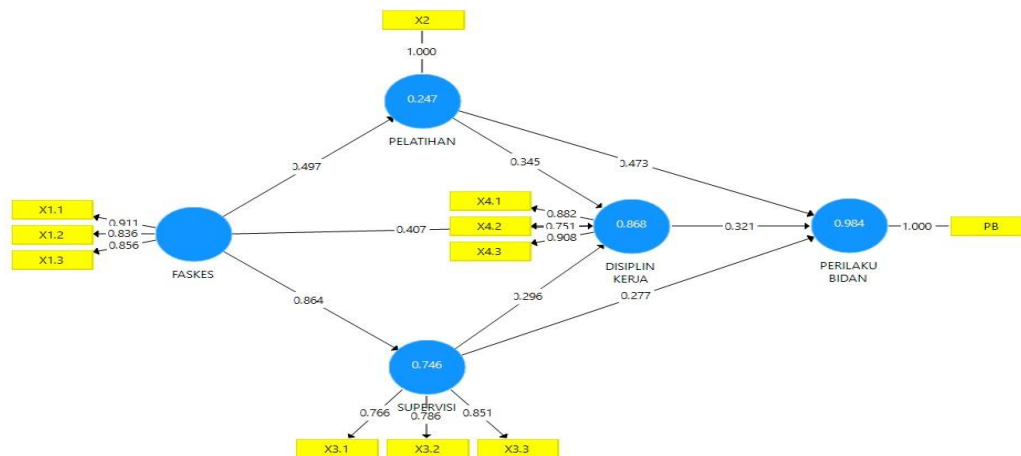 X2
1.000
0.247
PELATIHAN
0.497
0.345
0.473
X1.1
0.911
X1.2
0.836
X1.3
0.856
FASKES
0.407
X4.1
0.882
X4.2
0.751
X4.3
0.908
0.868
DISIPLIN
KERJA
0.321
0.984
PERILAKU
BIDAN
1.000
PB
0.864
0.296
0.277
0.746
SUPERVISI
0.766
0.786
0.851
X3.1
X3.2
X3.3